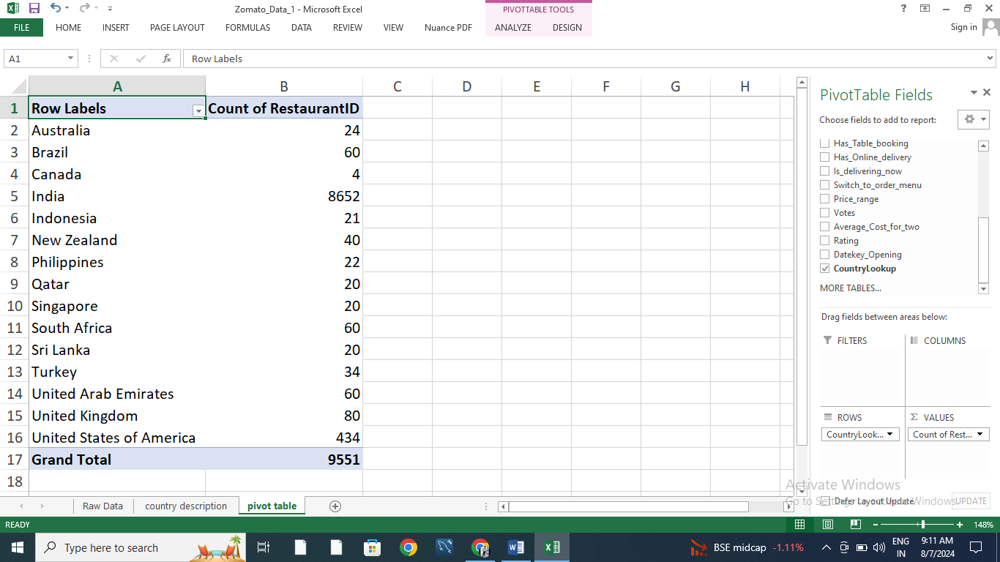 Zomato_Data_1 - Microsoft Excel
PIVOTTABLE TOOLS
?
FILE HOME INSERT PAGE LAYOUT FORMULAS DATA REVIEW VIEW Nuance PDF ANALYZE DESIGN Sign in
A1 fx Row Labels
A B C D E F G H
1 Row Labels Count of RestaurantID
2 Australia 24
3 Brazil 60
4 Canada 4
5 India 8652
6 Indonesia 21
7 New Zealand 40
8 Philippines 22
9 Qatar 20
10 Singapore 20
11 South Africa 60
12 Sri Lanka 20
13 Turkey 34
14 United Arab Emirates 60
15 United Kingdom 80
16 United States of America 434
17 Grand Total 9551
18
PivotTable Fields
Choose fields to add to report:
Has_Table_booking
Has_Online_delivery
Is_delivering_now
Switch_to_order_menu
Price_range
Votes
Average_Cost_for_two
Rating
Datekey_Opening
CountryLookup
MORE TABLES...
Drag fields between areas below:
FILTERS COLUMNS
ROWS Σ VALUES
CountryLook... Count of Rest...
Activate Windows
Go to Settings to activate Windows.
Defer Layout Update UPDATE
Raw Data country description pivot table
READY 148%
Type here to search
BSE midcap -1.11%
ENG
IN
9:11 AM
8/7/2024